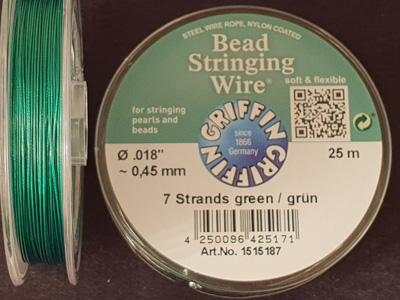 STEEL WIRE ROPE, NYLON COATED
Bead
Stringing
Wire®
soft & flexible
for stringing
pearls and
beads
GRIFFIN GRIFFIN
since
1866
Germany
Ø .018"
~ 0,45 mm
25 m
7 Strands green / grün
4 250096 425171
Art.No. 1515187